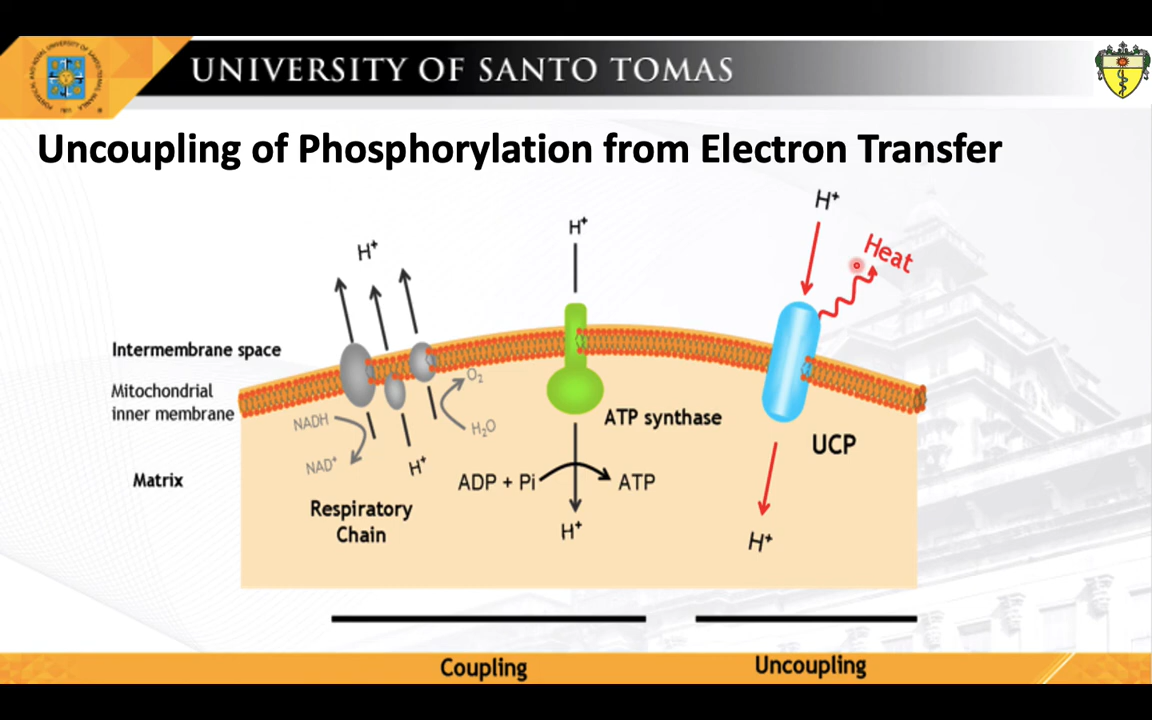 UNIVERSITY OF SANTO TOMAS
Uncoupling of Phosphorylation from Electron Transfer
H⁺
H⁺
H⁺
Heat
Intermembrane space
Mitochondrial
inner membrane
Matrix
NADH
NAD⁺
H⁺
O₂
H₂O
Respiratory
Chain
ATP synthase
ADP + Pi
ATP
H⁺
UCP
H⁺
Coupling
Uncoupling